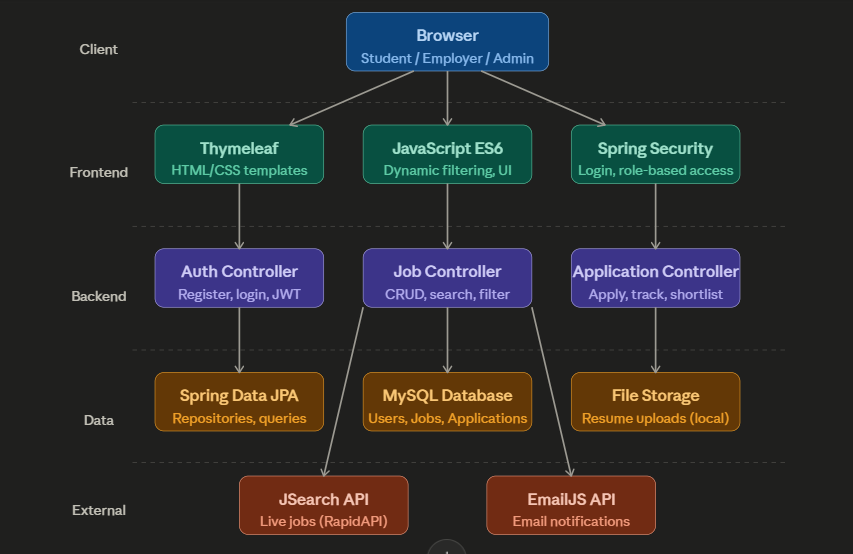 Browser
Student / Employer / Admin
Client
Thymeleaf
HTML/CSS templates
JavaScript ES6
Dynamic filtering, UI
Spring Security
Login, role-based access
Frontend
Auth Controller
Register, login, JWT
Job Controller
CRUD, search, filter
Application Controller
Apply, track, shortlist
Backend
Spring Data JPA
Repositories, queries
MySQL Database
Users, Jobs, Applications
File Storage
Resume uploads (local)
Data
JSearch API
Live jobs (RapidAPI)
EmailJS API
Email notifications
External